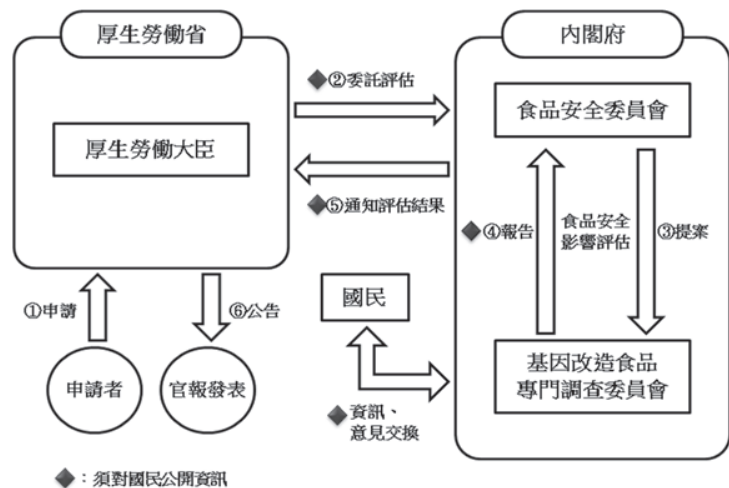 厚生勞働省
內閣府
◆②委託評估
食品安全委員會
厚生勞働大臣
◆⑤通知評估結果
◆④報告
食品安全
影響評估
③提案
①申請
⑥公告
國民
申請者
官報發表
基因改造食品
專門調查委員會
◆資訊、
意見交換
◆：須對國民公開資訊